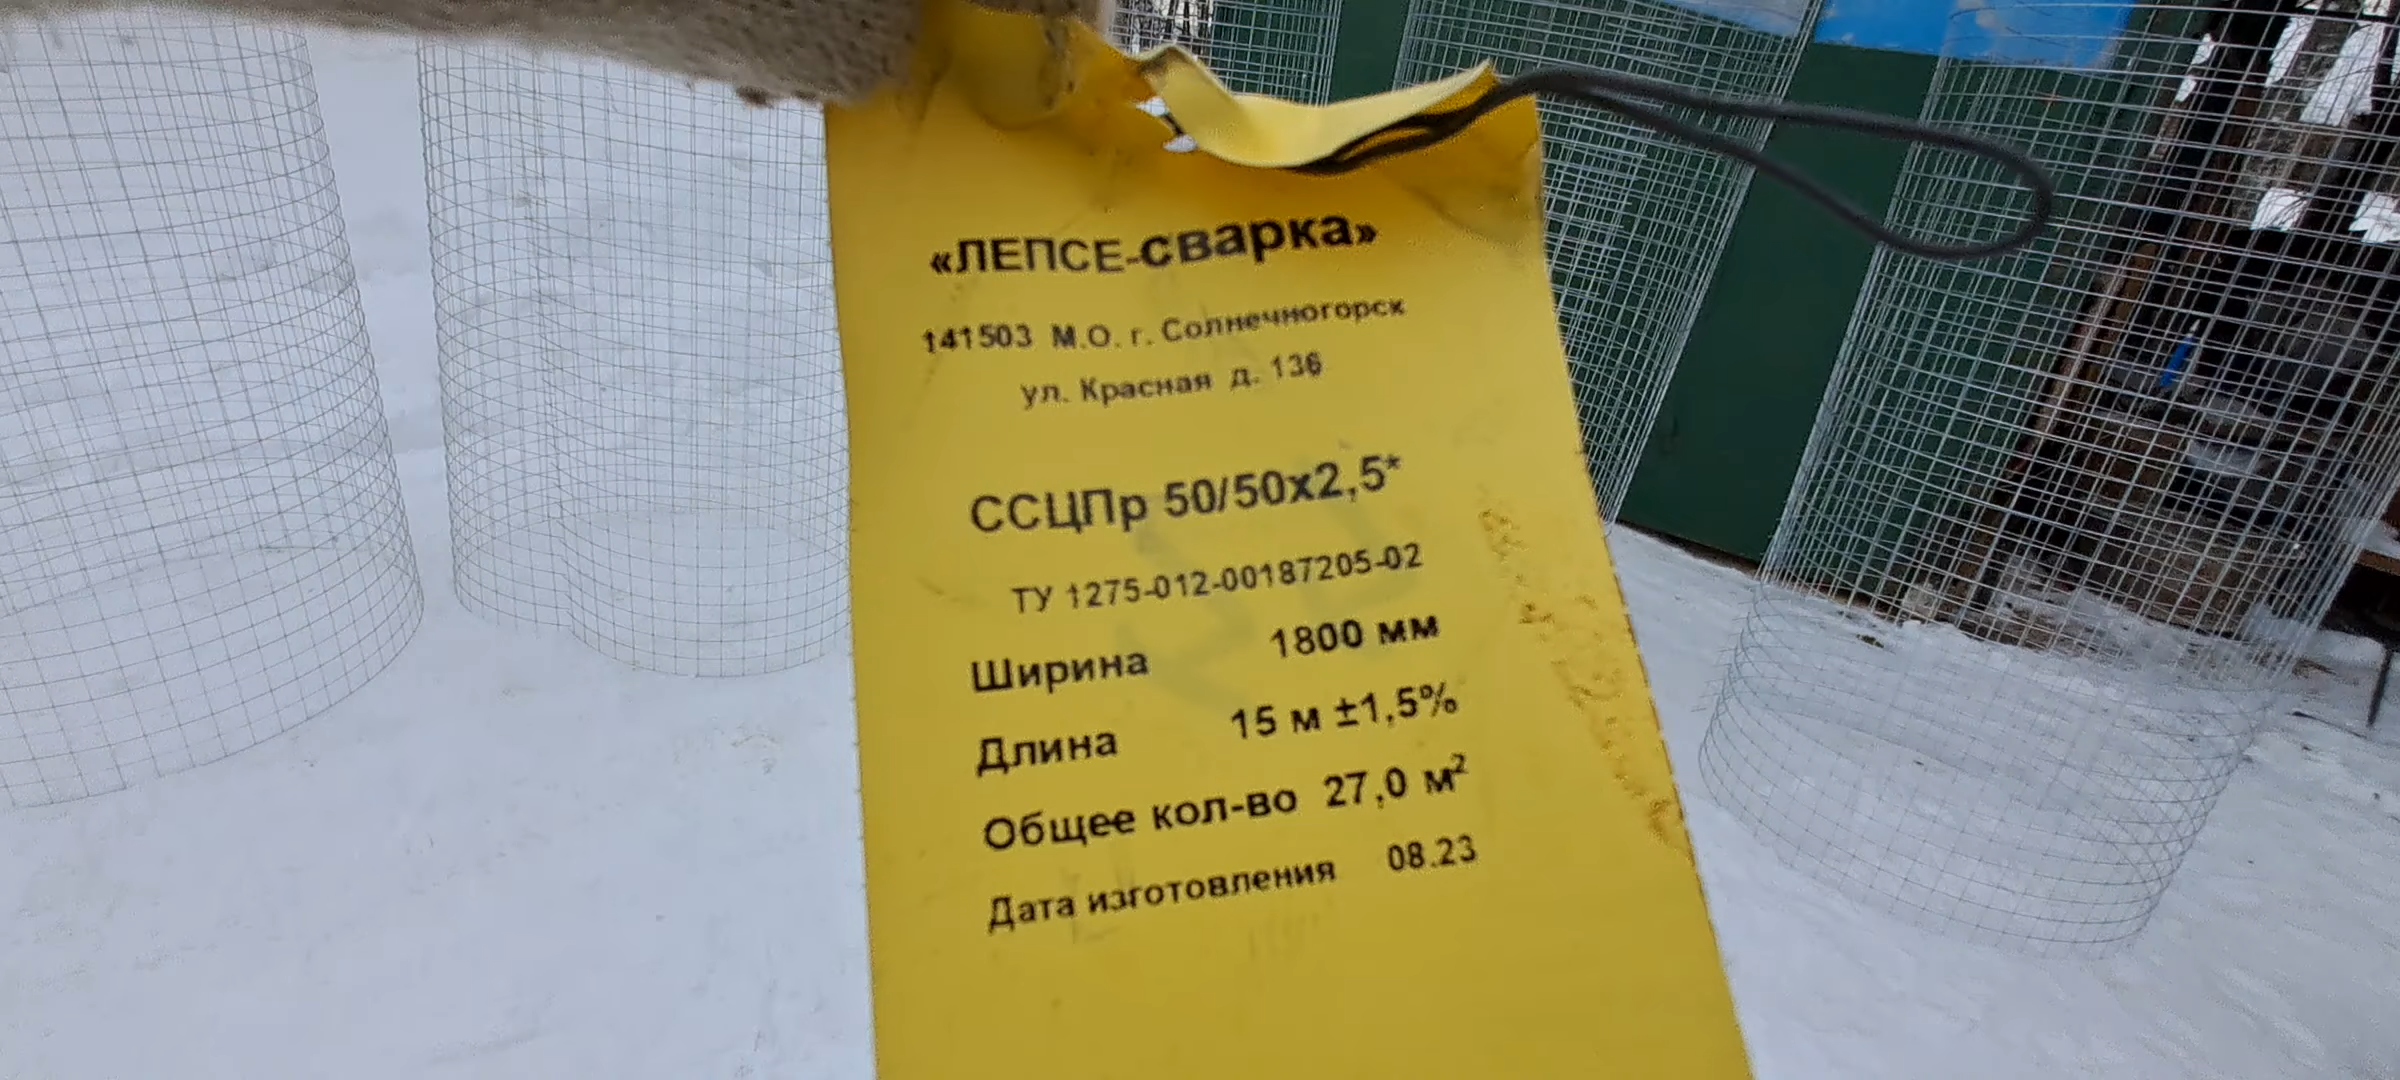 «ЛЕПСЕ-сварка»
141503 М.О. г. Солнечногорск
ул. Красная д. 136
ССЦПр 50/50х2,5*
ТУ 1275-012-00187205-02
Ширина 1800 мм
Длина 15 м ±1,5%
Общее кол-во 27,0 м²
Дата изготовления 08.23